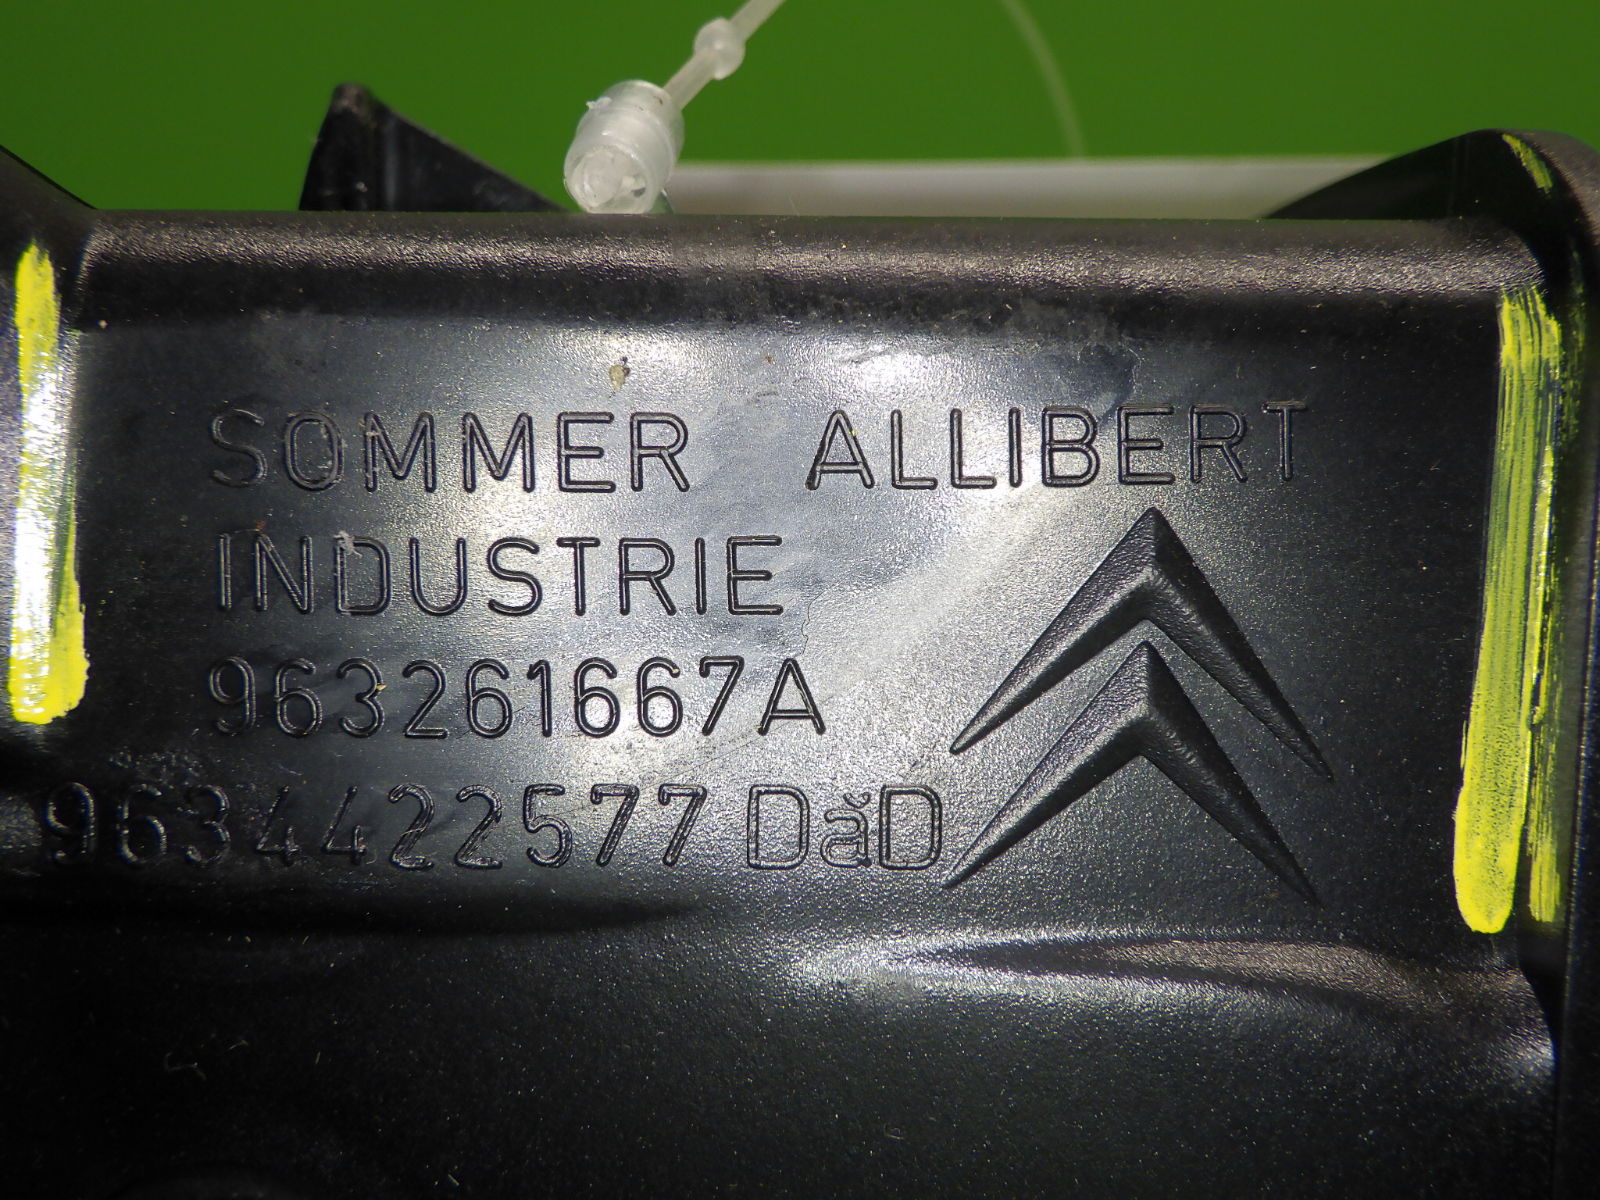 SOMMER ALLIBERT
INDUSTRIE
963261667A
9634422577 DăD